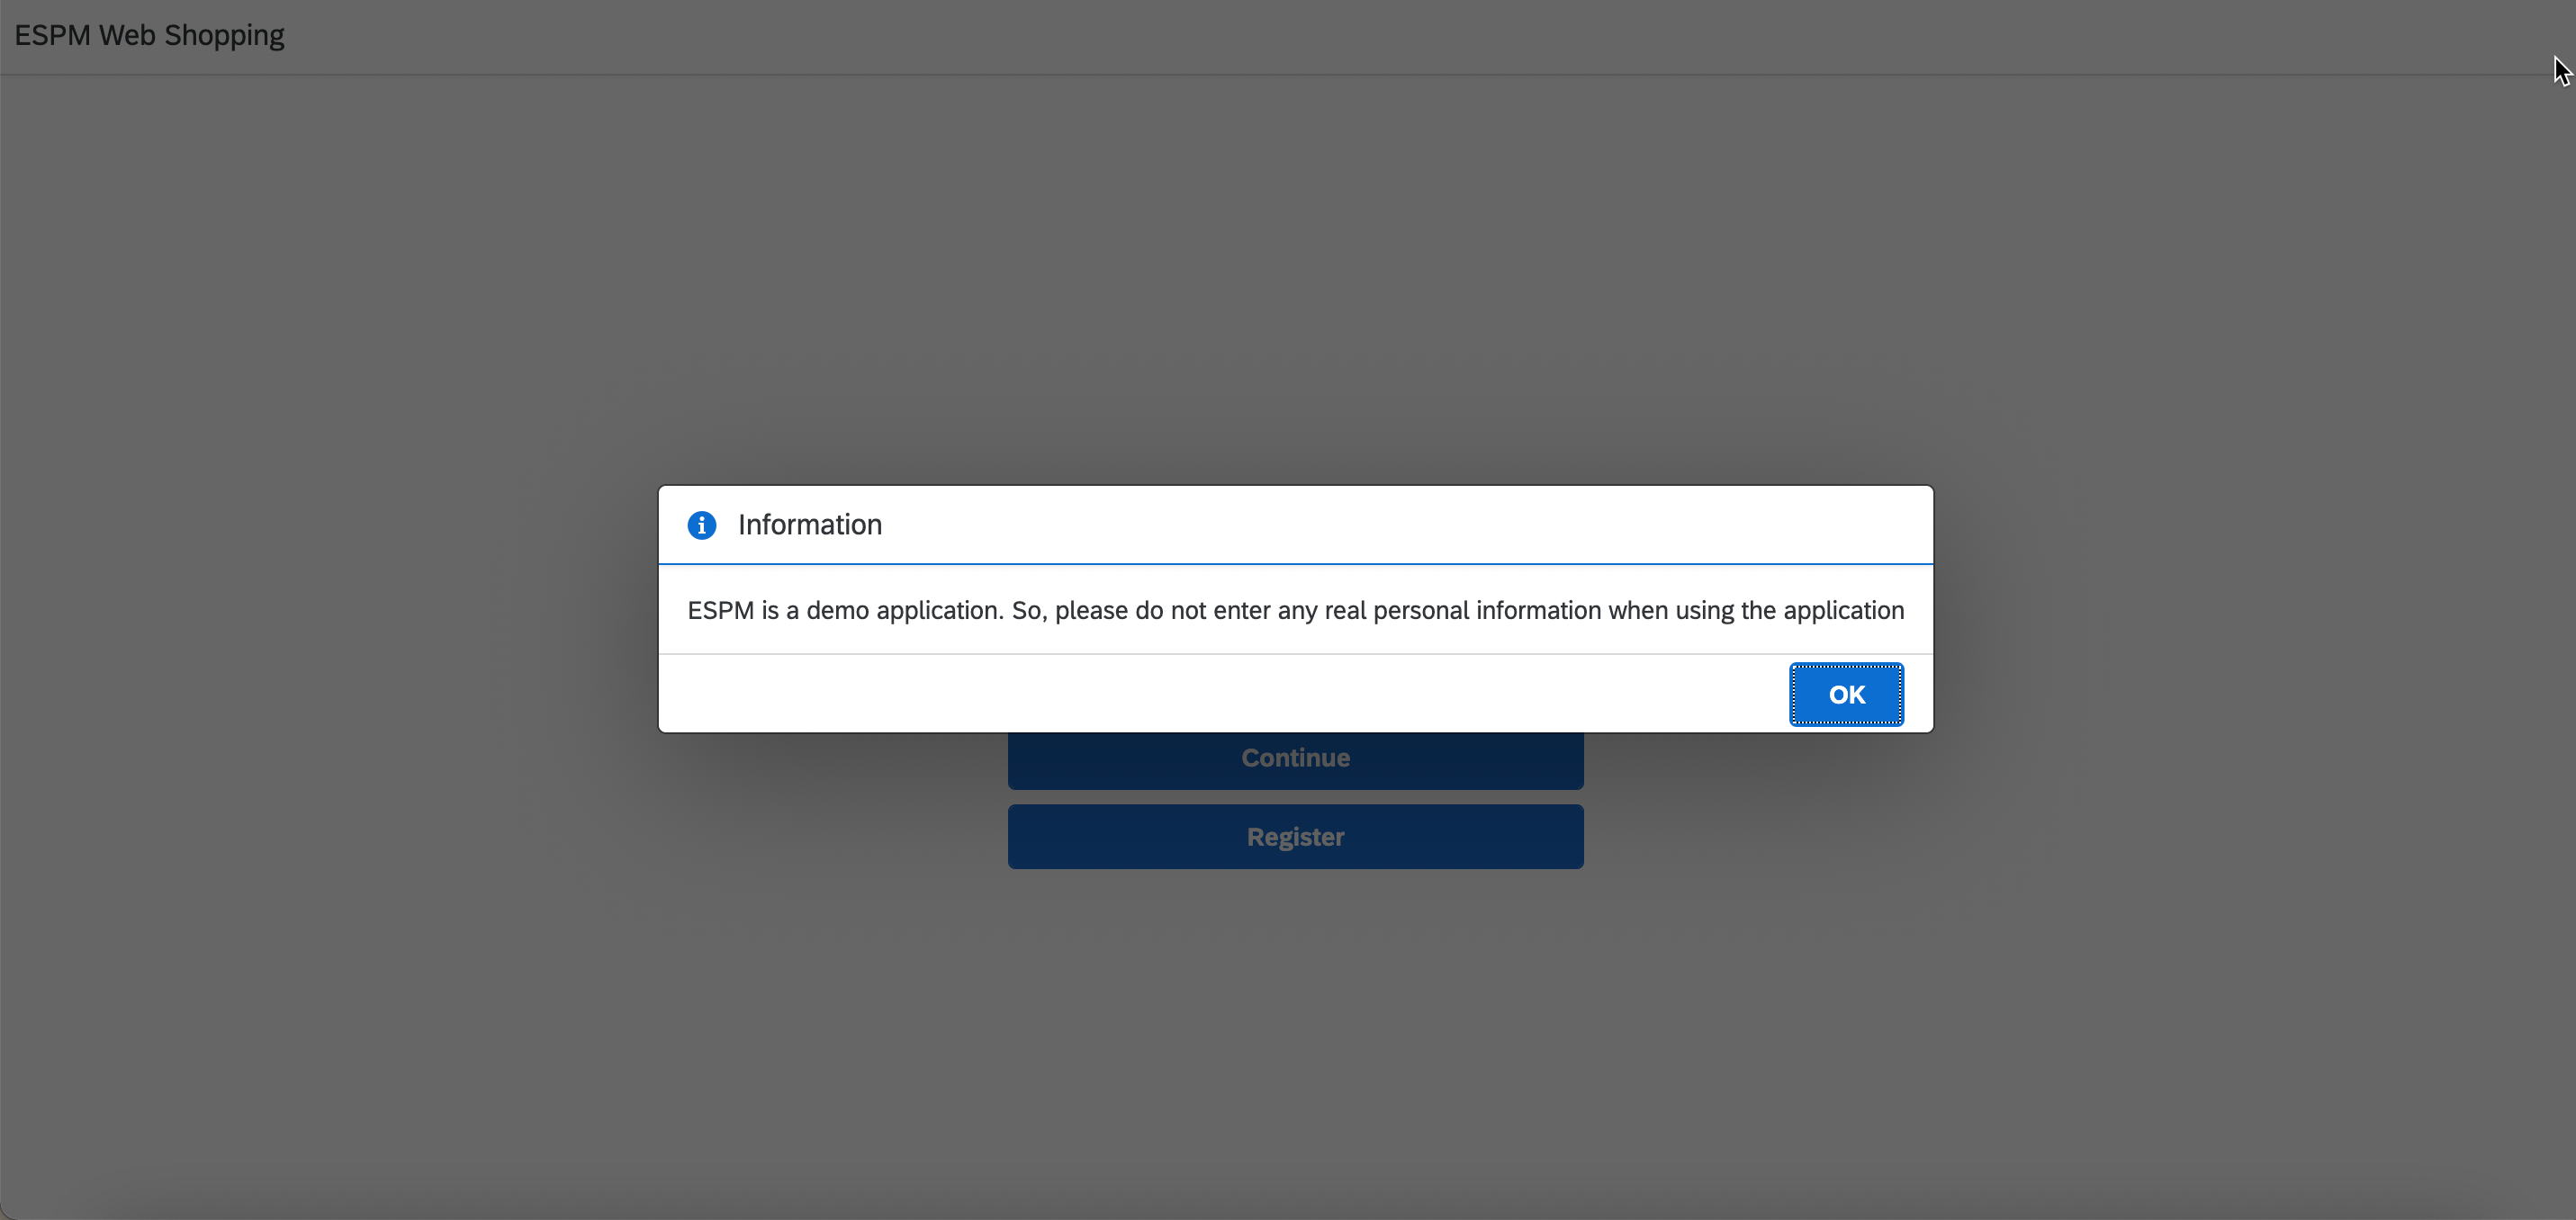 ESPM Web Shopping
Information
ESPM is a demo application. So, please do not enter any real personal information when using the application
OK
Continue
Register